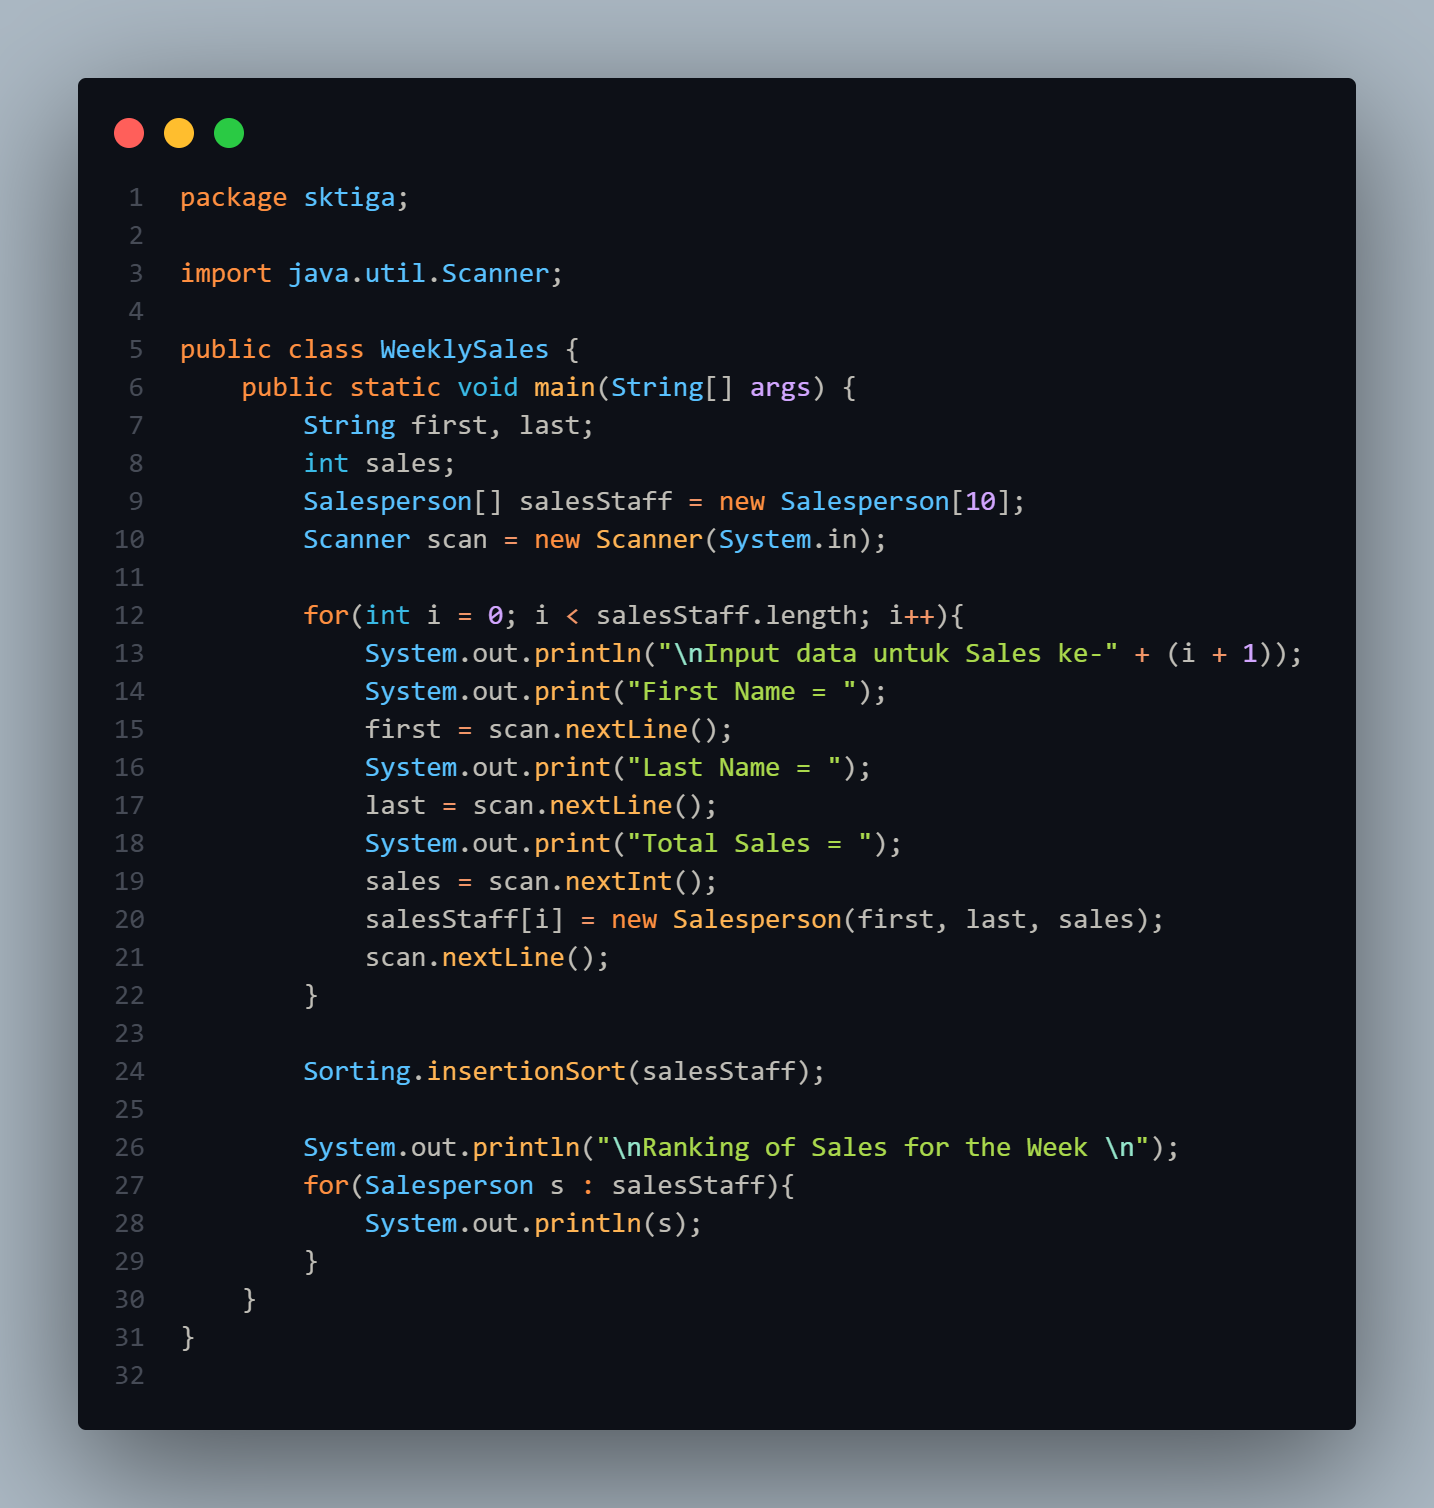 1 package sktiga;
2
3 import java.util.Scanner;
4
5 public class WeeklySales {
6     public static void main(String[] args) {
7         String first, last;
8         int sales;
9         Salesperson[] salesStaff = new Salesperson[10];
10         Scanner scan = new Scanner(System.in);
11
12         for(int i = 0; i < salesStaff.length; i++){
13             System.out.println("\nInput data untuk Sales ke-" + (i + 1));
14             System.out.print("First Name = ");
15             first = scan.nextLine();
16             System.out.print("Last Name = ");
17             last = scan.nextLine();
18             System.out.print("Total Sales = ");
19             sales = scan.nextInt();
20             salesStaff[i] = new Salesperson(first, last, sales);
21             scan.nextLine();
22         }
23
24         Sorting.insertionSort(salesStaff);
25
26         System.out.println("\nRanking of Sales for the Week \n");
27         for(Salesperson s : salesStaff){
28             System.out.println(s);
29         }
30     }
31 }
32